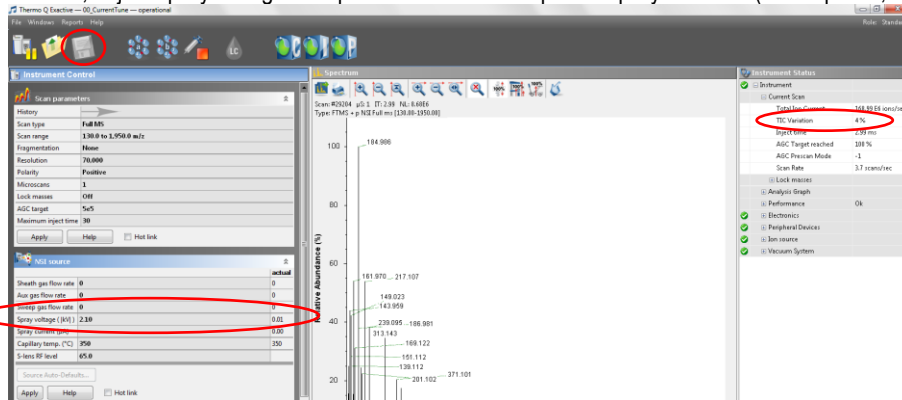 Thermo Q Exactive — 00_CurrentTune — operational
File Windows Reports Help
Role: Standa
LC
Instrument Control
Scan parameters
History
Scan type Full MS
Scan range 130.0 to 1,950.0 m/z
Fragmentation None
Resolution 70,000
Polarity Positive
Microscans 1
Lock masses Off
AGC target 5e5
Maximum inject time 30
Apply Help Hot link
NSI source
actual
Sheath gas flow rate 0 0
Aux gas flow rate 0 0
Sweep gas flow rate 0 0
Spray voltage (|kV|) 2.10 0.01
Spray current (µA) 0.00
Capillary temp. (°C) 350 350
S-lens RF level 65.0
Source Auto-Defaults...
Apply Help Hot link
Spectrum
100%
Scan: #29204 µS: 1 IT: 2.99 NL: 8.68E6
Type: FTMS + p NSI Full ms [130.00-1950.00]
Relative Abundance (%)
100
80
60
40
20
184.986
161.970
217.107
149.023
143.959
239.095
186.981
313.143
169.122
151.112
139.112
201.102
371.101
Instrument Status
Instrument
Current Scan
Total Ion Current 168.99 E6 ions/se
TIC Variation 4 %
Inject time 2.99 ms
AGC Target reached 100 %
AGC Prescan Mode -1
Scan Rate 3.7 scans/sec
Lock masses
Analysis Graph
Performance Ok
Electronics
Peripheral Devices
Ion source
Vacuum System